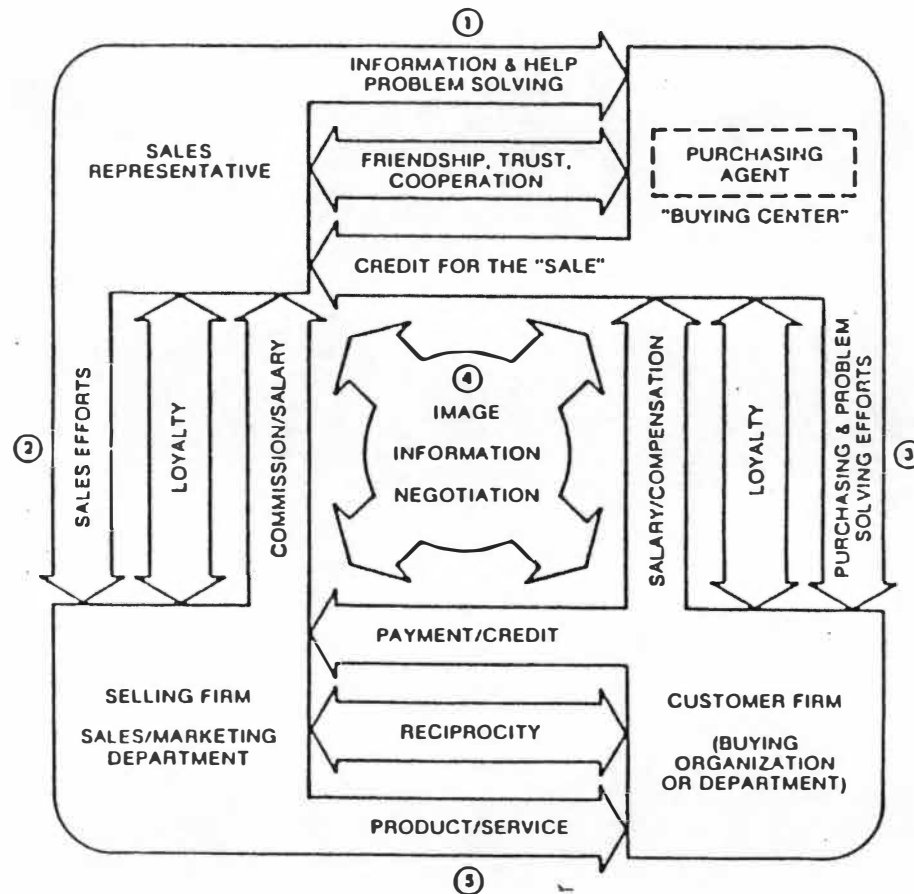 1
INFORMATION & HELP
PROBLEM SOLVING
SALES
REPRESENTATIVE
FRIENDSHIP, TRUST,
COOPERATION
PURCHASING
AGENT
"BUYING CENTER"
CREDIT FOR THE "SALE"
2
SALES EFFORTS
LOYALTY
COMMISSION/SALARY
4
IMAGE
INFORMATION
NEGOTIATION
SALARY/COMPENSATION
LOYALTY
PURCHASING & PROBLEM
SOLVING EFFORTS
3
PAYMENT/CREDIT
SELLING FIRM
SALES/MARKETING
DEPARTMENT
RECIPROCITY
CUSTOMER FIRM
(BUYING
ORGANIZATION
OR DEPARTMENT)
PRODUCT/SERVICE
5